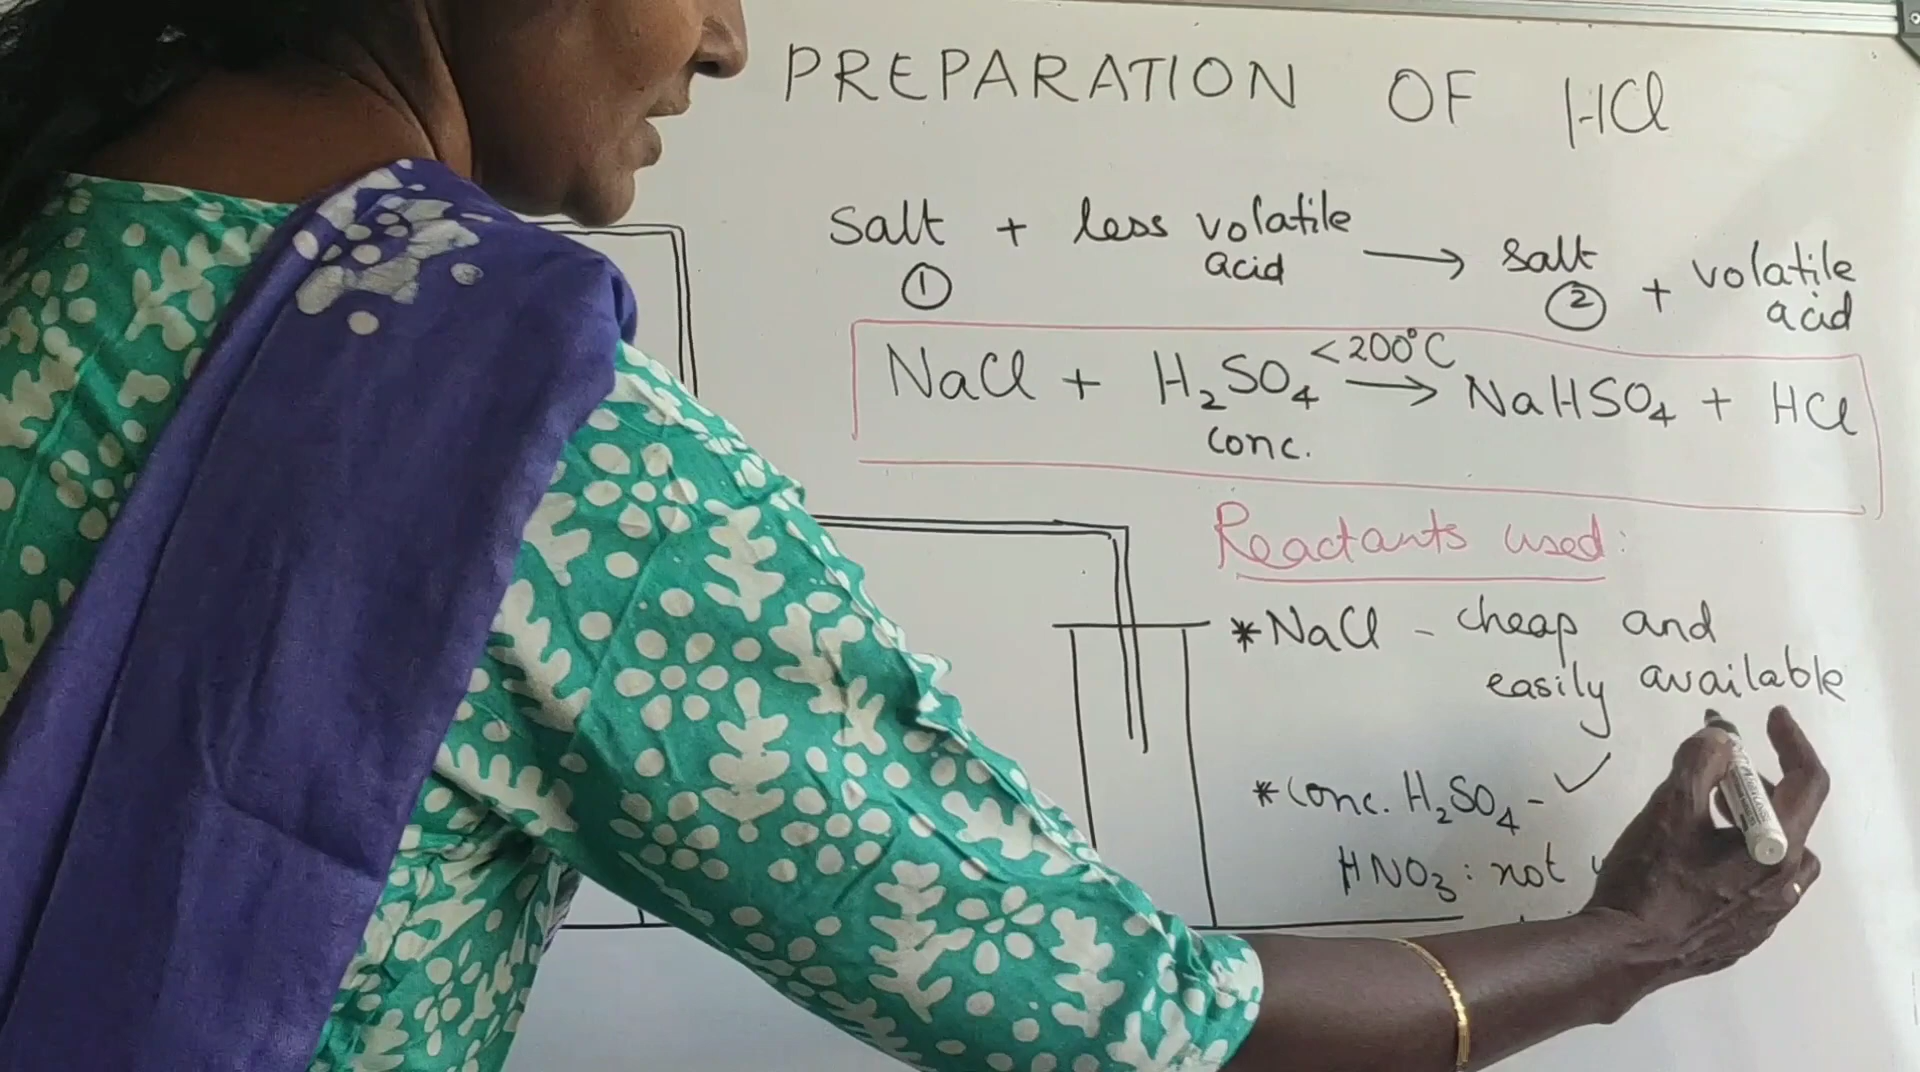 PREPARATION OF HCl
Salt + less volatile acid → salt + volatile acid
① ②
NaCl + H₂SO₄ <200°C → NaHSO₄ + HCl
conc.
Reactants used:
*NaCl - cheap and
easily available
*conc. H₂SO₄ - ✓
HNO₃ : not